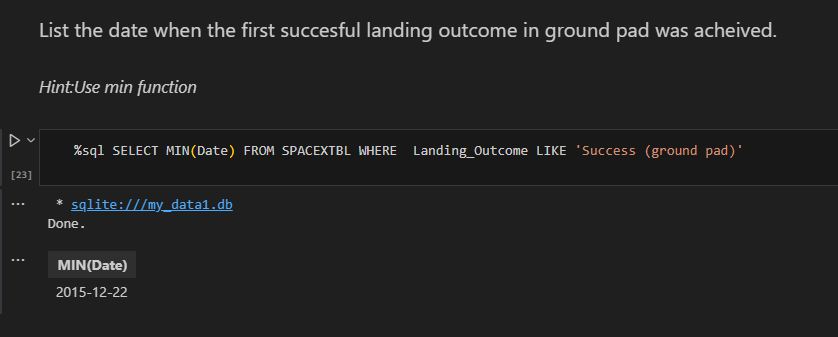 List the date when the first succesful landing outcome in ground pad was acheived.
Hint:Use min function
%sql SELECT MIN(Date) FROM SPACEXTBL WHERE  Landing_Outcome LIKE 'Success (ground pad)'
[23]
... * sqlite:///my_data1.db
Done.
... MIN(Date)
2015-12-22